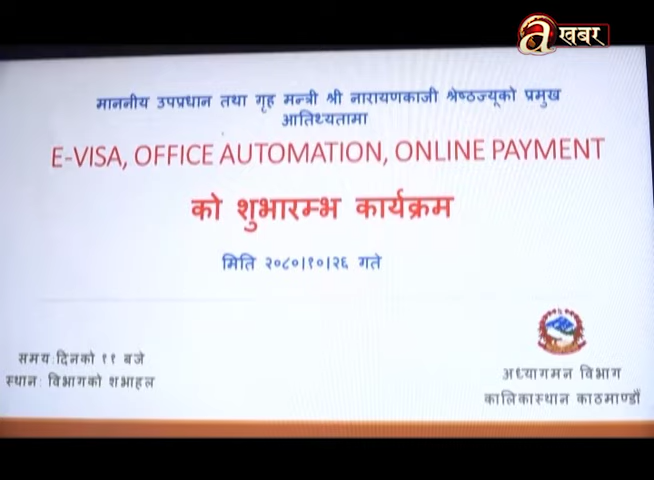 a खबर
माननीय उपप्रधान तथा गृह मन्त्री श्री नारायणकाजी श्रेष्ठज्यूको प्रमुख
आतिथ्यतामा
E-VISA, OFFICE AUTOMATION, ONLINE PAYMENT
को शुभारम्भ कार्यक्रम
मिति २०८०।१०।२६ गते
समय:दिनको ११ बजे
स्थान: विभागको शभाहल
अध्यागमन विभाग
कालिकास्थान काठमाण्डौं